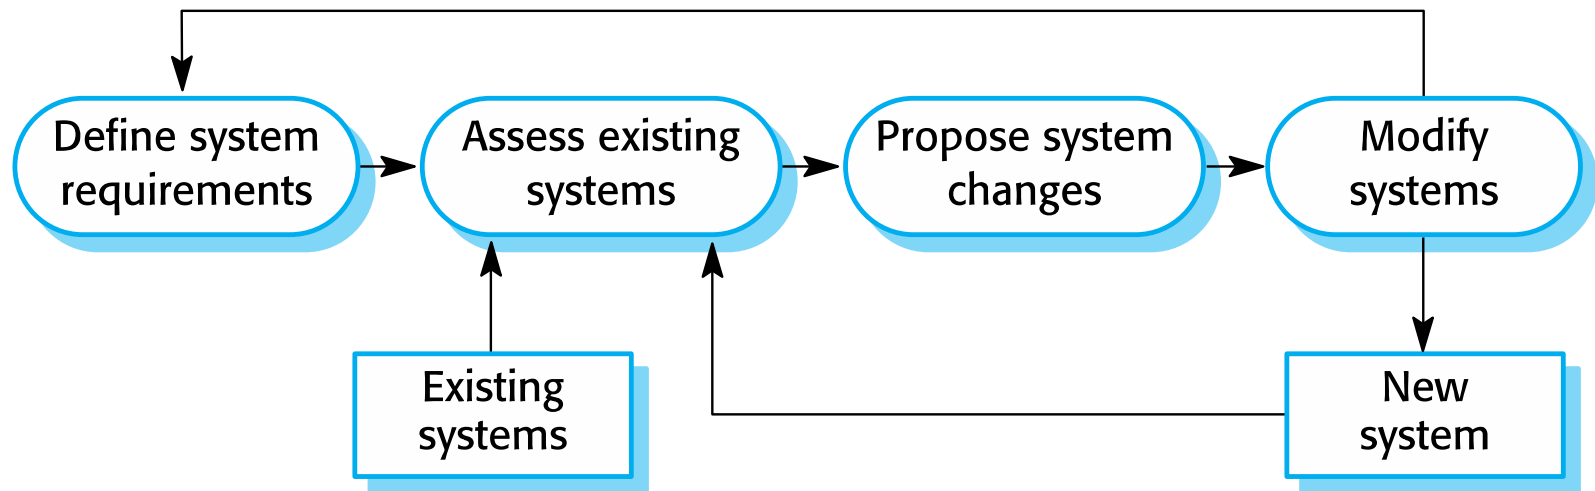 Define system
requirements
Assess existing
systems
Propose system
changes
Modify
systems
Existing
systems
New
system